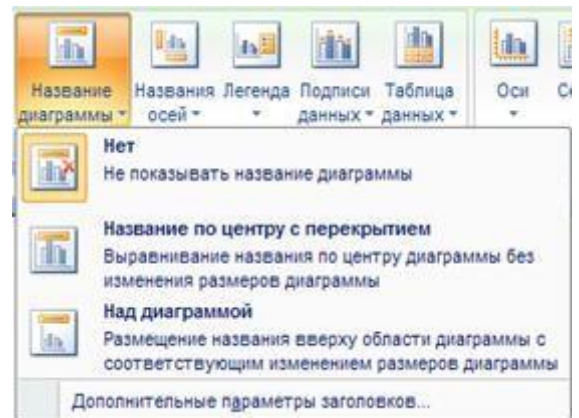 Название диаграммы
Названия осей
Легенда
Подписи данных
Таблица данных
Оси
Нет
Не показывать название диаграммы
Название по центру с перекрытием
Выравнивание названия по центру диаграммы без
изменения размеров диаграммы
Над диаграммой
Размещение названия вверху области диаграммы с
соответствующим изменением размеров диаграммы
Дополнительные параметры заголовков...